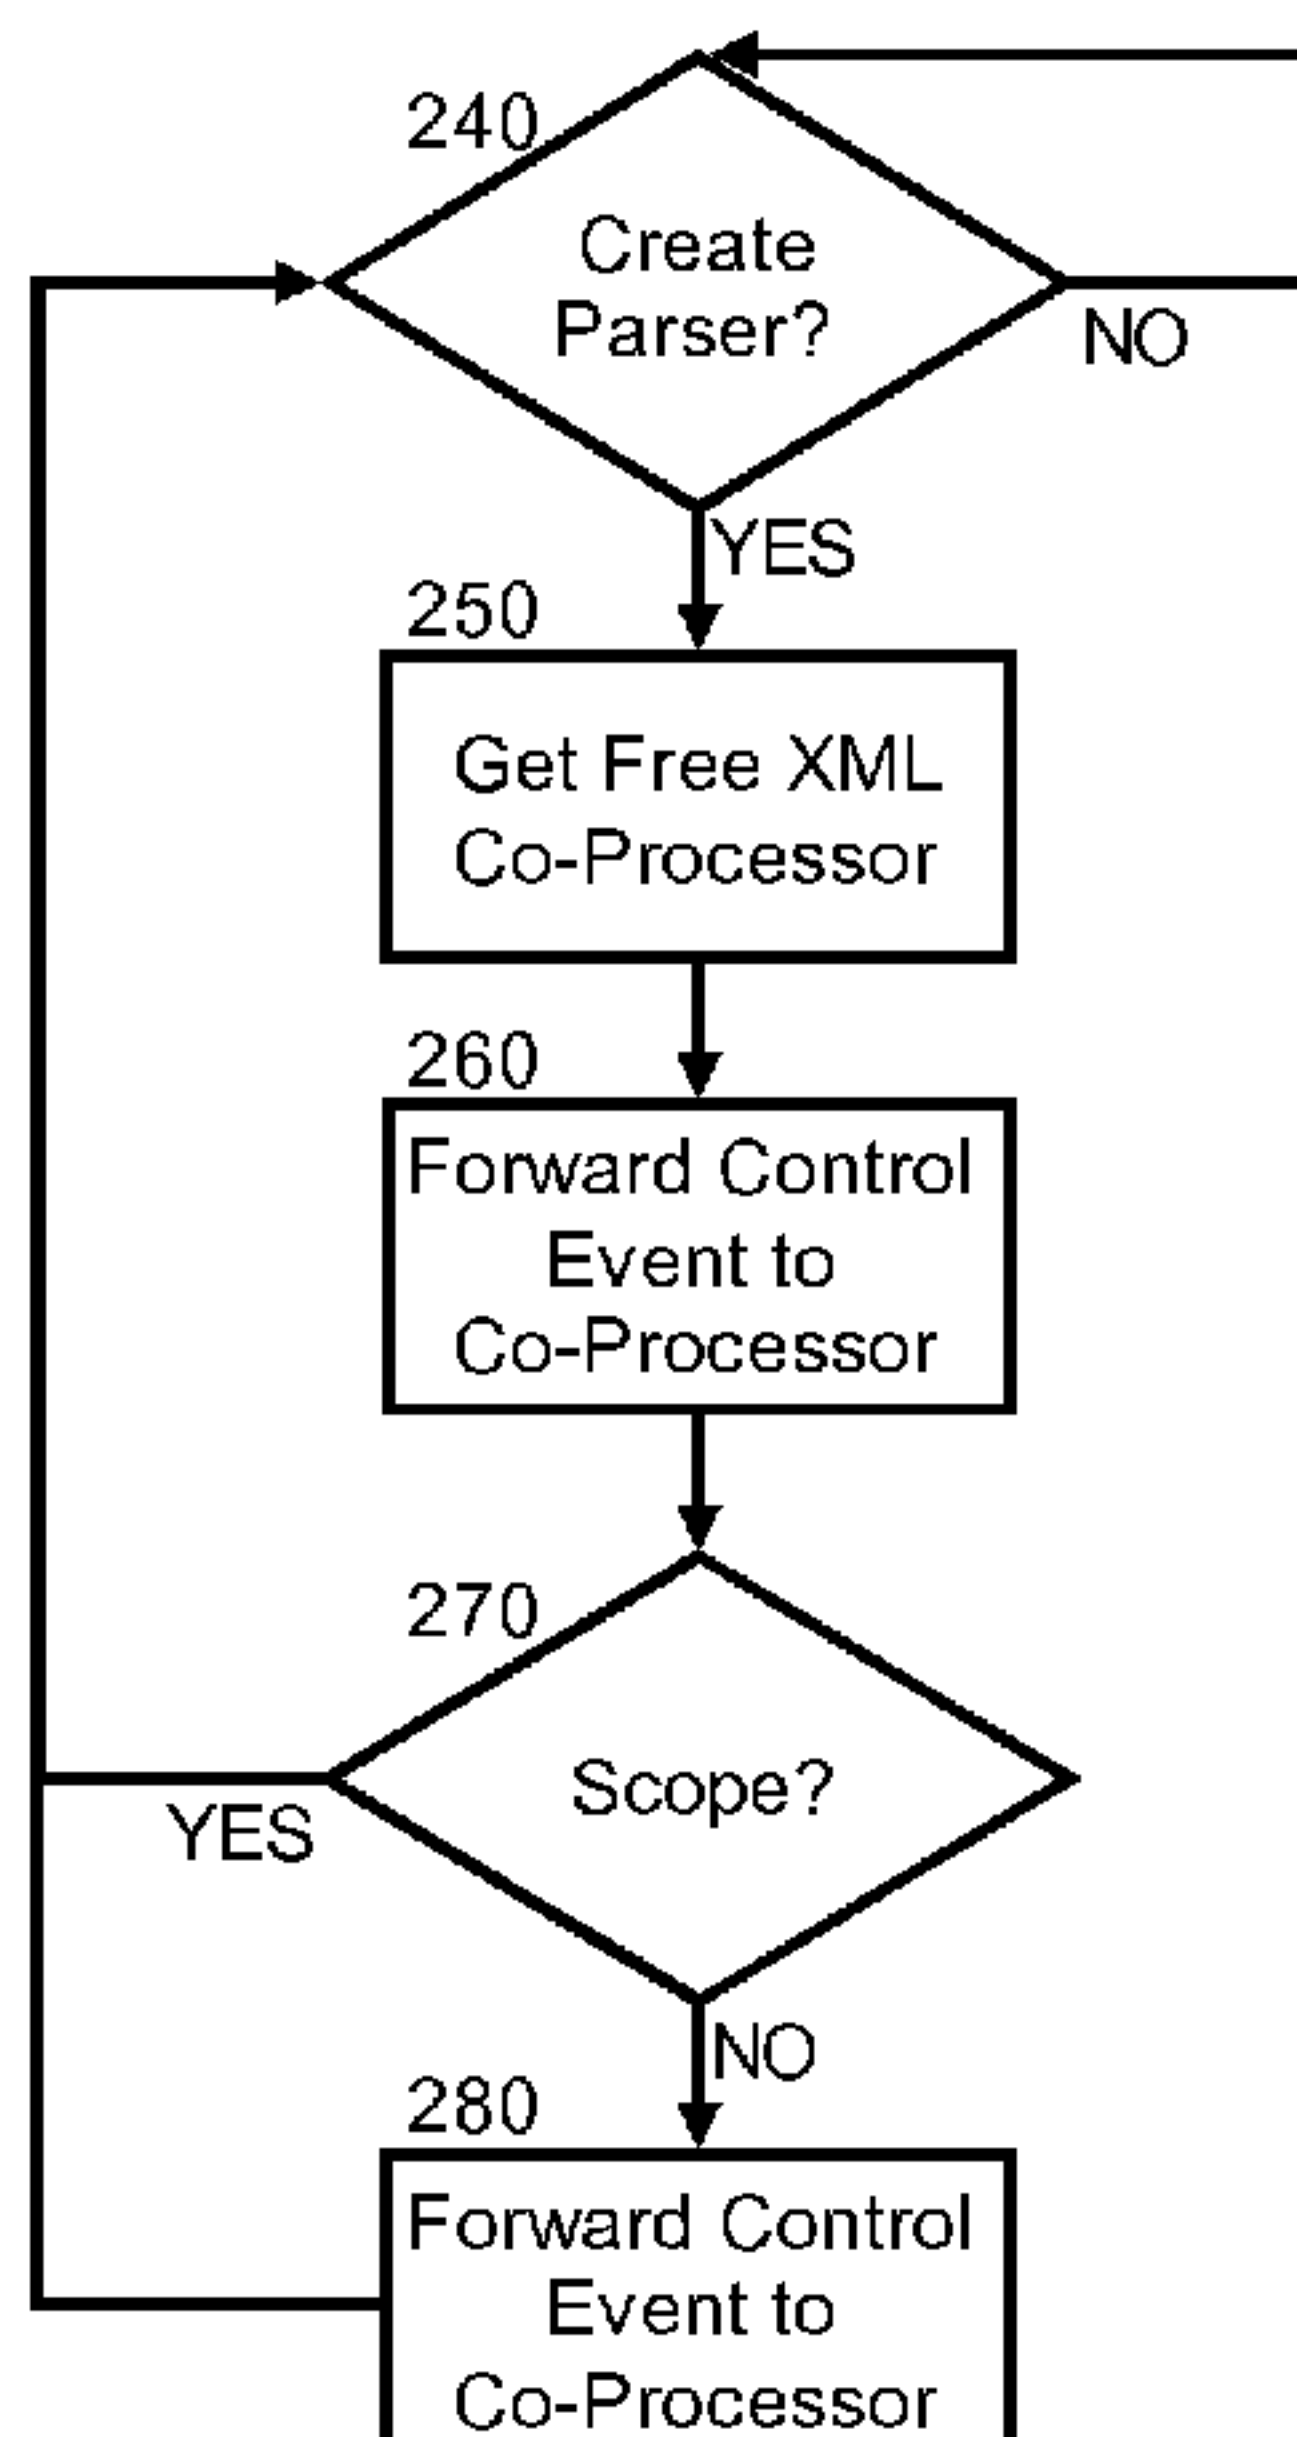 240
Create
Parser?
NO
YES
250
Get Free XML
Co-Processor
260
Forward Control
Event to
Co-Processor
270
Scope?
YES
NO
280
Forward Control
Event to
Co-Processor